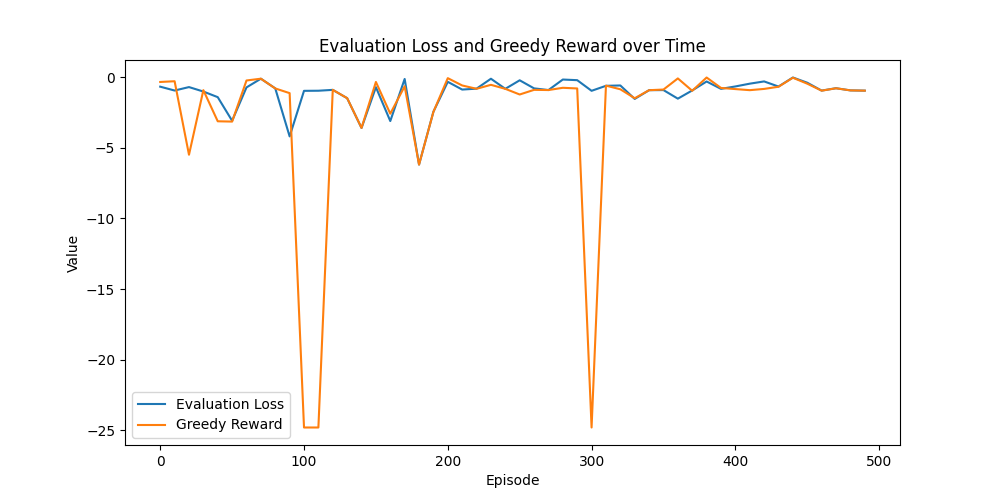 Evaluation Loss and Greedy Reward over Time
0
−5
−10
−15
−20
−25
Value
Evaluation Loss
Greedy Reward
0 100 200 300 400 500
Episode